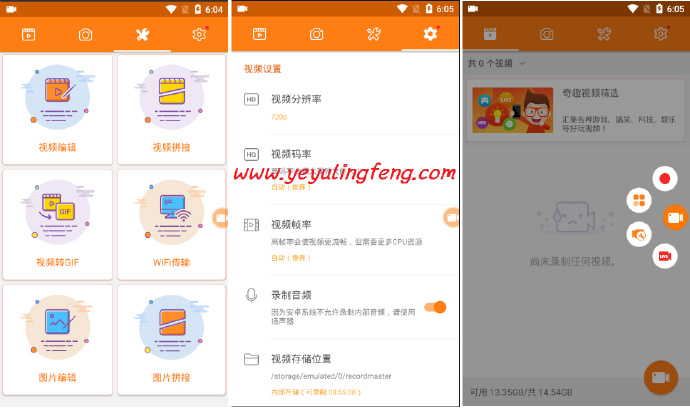 6:04
视频编辑
视频拼接
GIF
视频转GIF
WiFi传输
图片编辑
图片拼接
6:05
视频设置
HD
视频分辨率
720p
HQ
视频码率
自动（推荐）
www.yeyulingfeng.com
视频帧率
高帧率会使视频更流畅，但需要更多CPU资源
自动（推荐）
录制音频
因为安卓系统不允许录制内部音频，请使用
扬声器
视频存储位置
/storage/emulated/0/recordmaster
内部存储（可录制 03:55:08）
6:05
共 0 个视频
LIVE
NEW
奇趣视频精选
汇集各种游戏、搞笑、科技、娱乐
等好玩视频！
LIVE
尚未录制任何视频。
可用 13.35GB/共 14.54GB